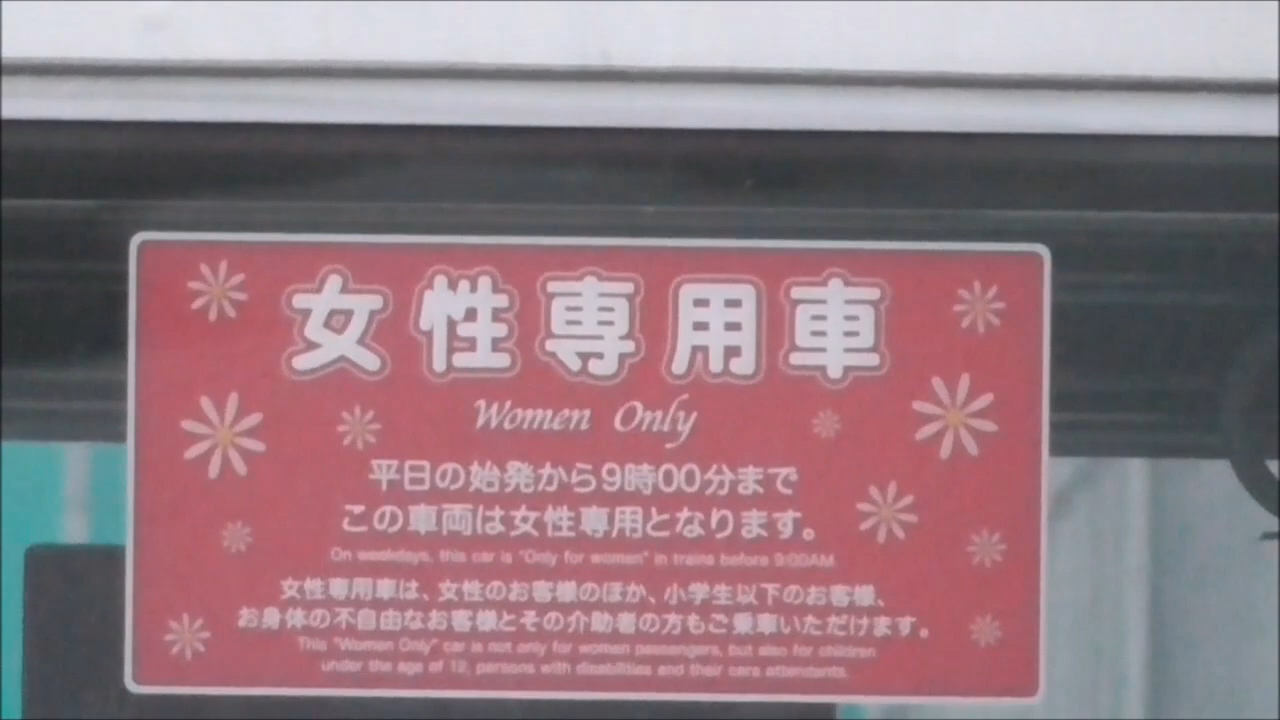 女性専用車
Women Only
平日の始発から9時00分まで
この車両は女性専用となります。
On weekdays, this car is "Only for women" in trains before 9:00AM.
女性専用車は、女性のお客様のほか、小学生以下のお客様、
お身体の不自由なお客様とその介助者の方もご乗車いただけます。
This "Women Only" car is not only for women passengers, but also for children
under the age of 12, persons with disabilities and their care attendants.